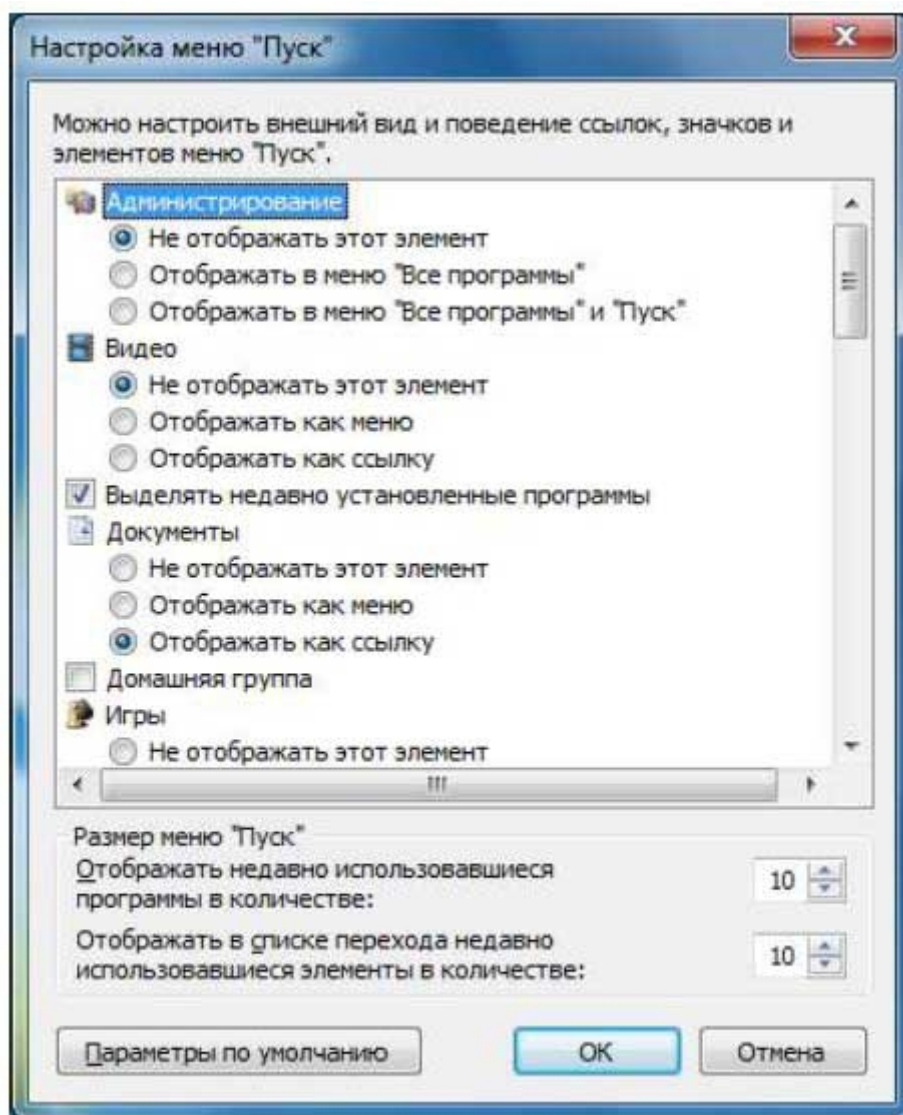 Настройка меню "Пуск"
Можно настроить внешний вид и поведение ссылок, значков и
элементов меню "Пуск".
Администрирование
Не отображать этот элемент
Отображать в меню "Все программы"
Отображать в меню "Все программы" и "Пуск"
Видео
Не отображать этот элемент
Отображать как меню
Отображать как ссылку
Выделять недавно установленные программы
Документы
Не отображать этот элемент
Отображать как меню
Отображать как ссылку
Домашняя группа
Игры
Не отображать этот элемент
Размер меню "Пуск"
Отображать недавно использовавшиеся
программы в количестве:
10
Отображать в списке перехода недавно
использовавшиеся элементы в количестве:
10
Параметры по умолчанию
ОК
Отмена